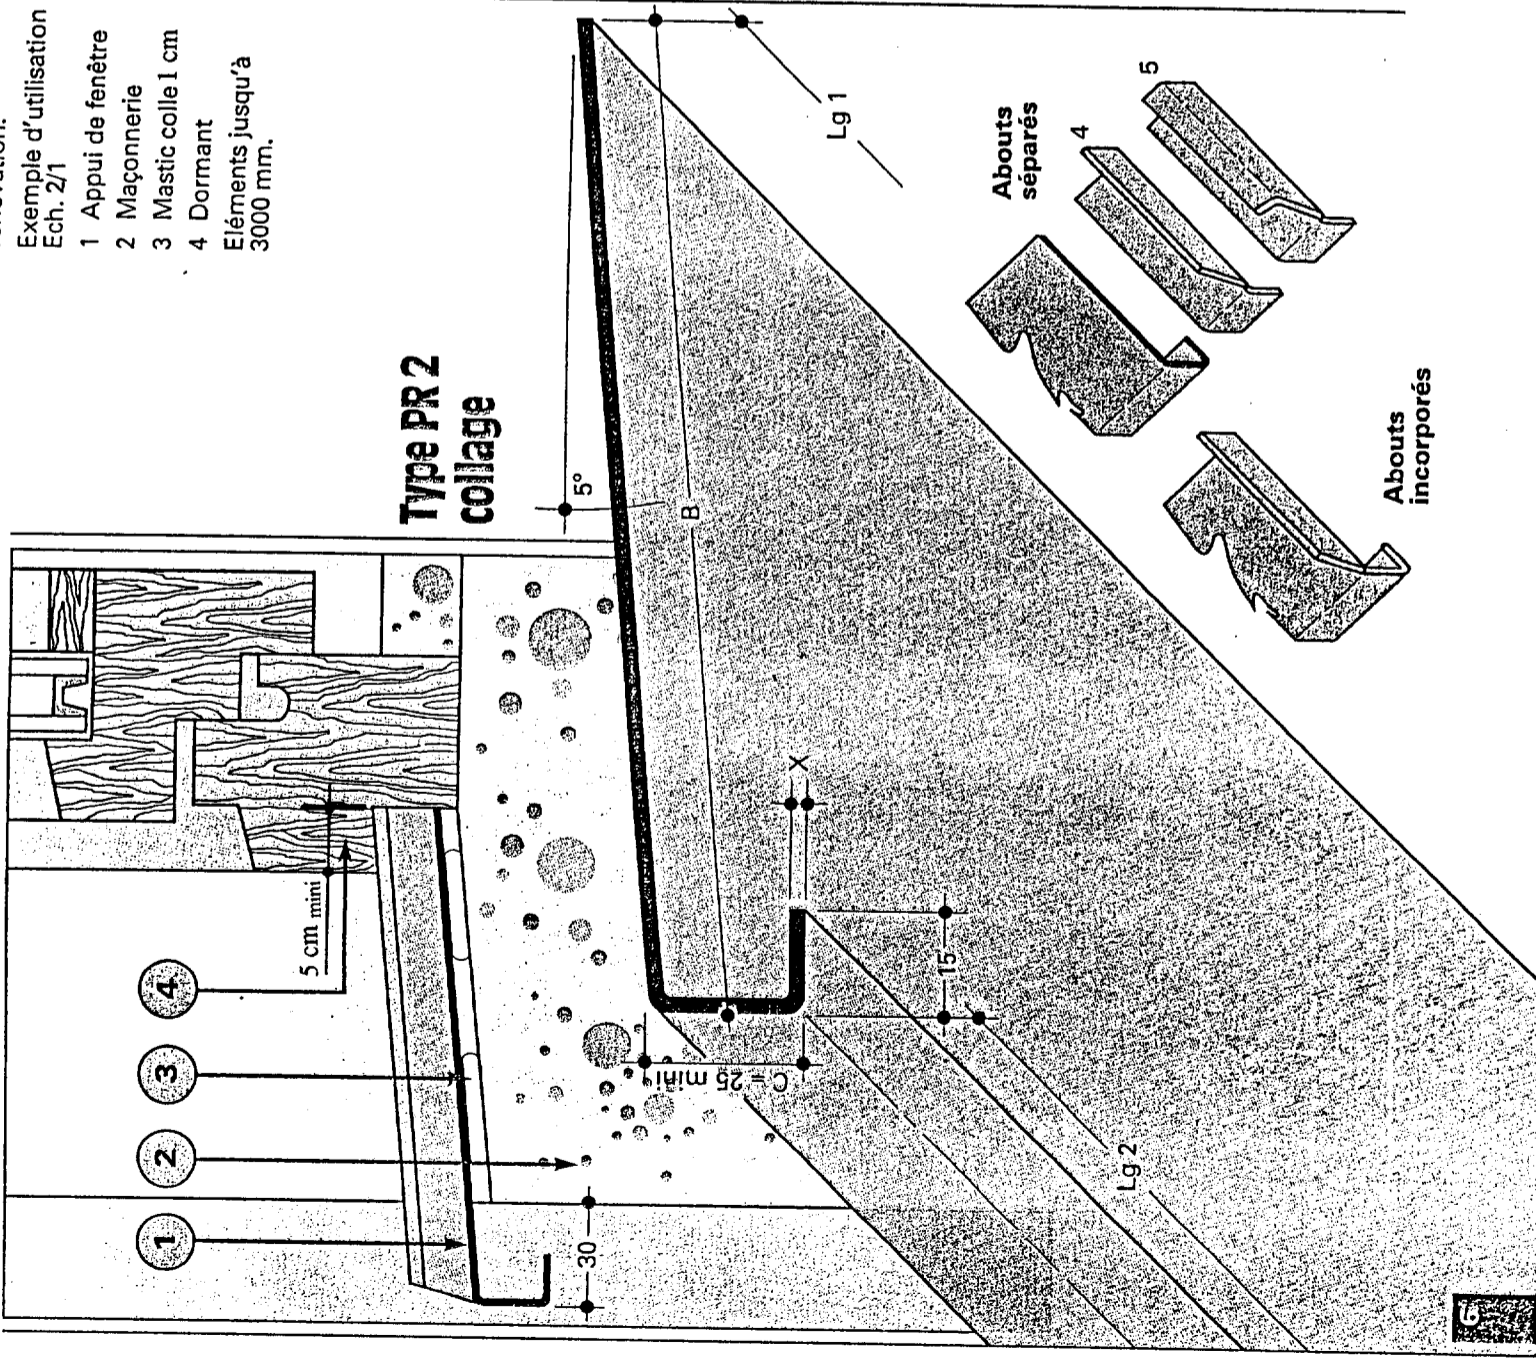 Exemple d'utilisation
Ech. 2/1
1 Appui de fenêtre
2 Maçonnerie
3 Mastic colle 1 cm
4 Dormant
Eléments jusqu'à
3000 mm.
Type PR 2
collage
1
2
3
4
5 cm mini
30
5°
B
Lg 1
X
15
C = 25 mini
Lg 2
Abouts
séparés
4
5
Abouts
incorporés
6